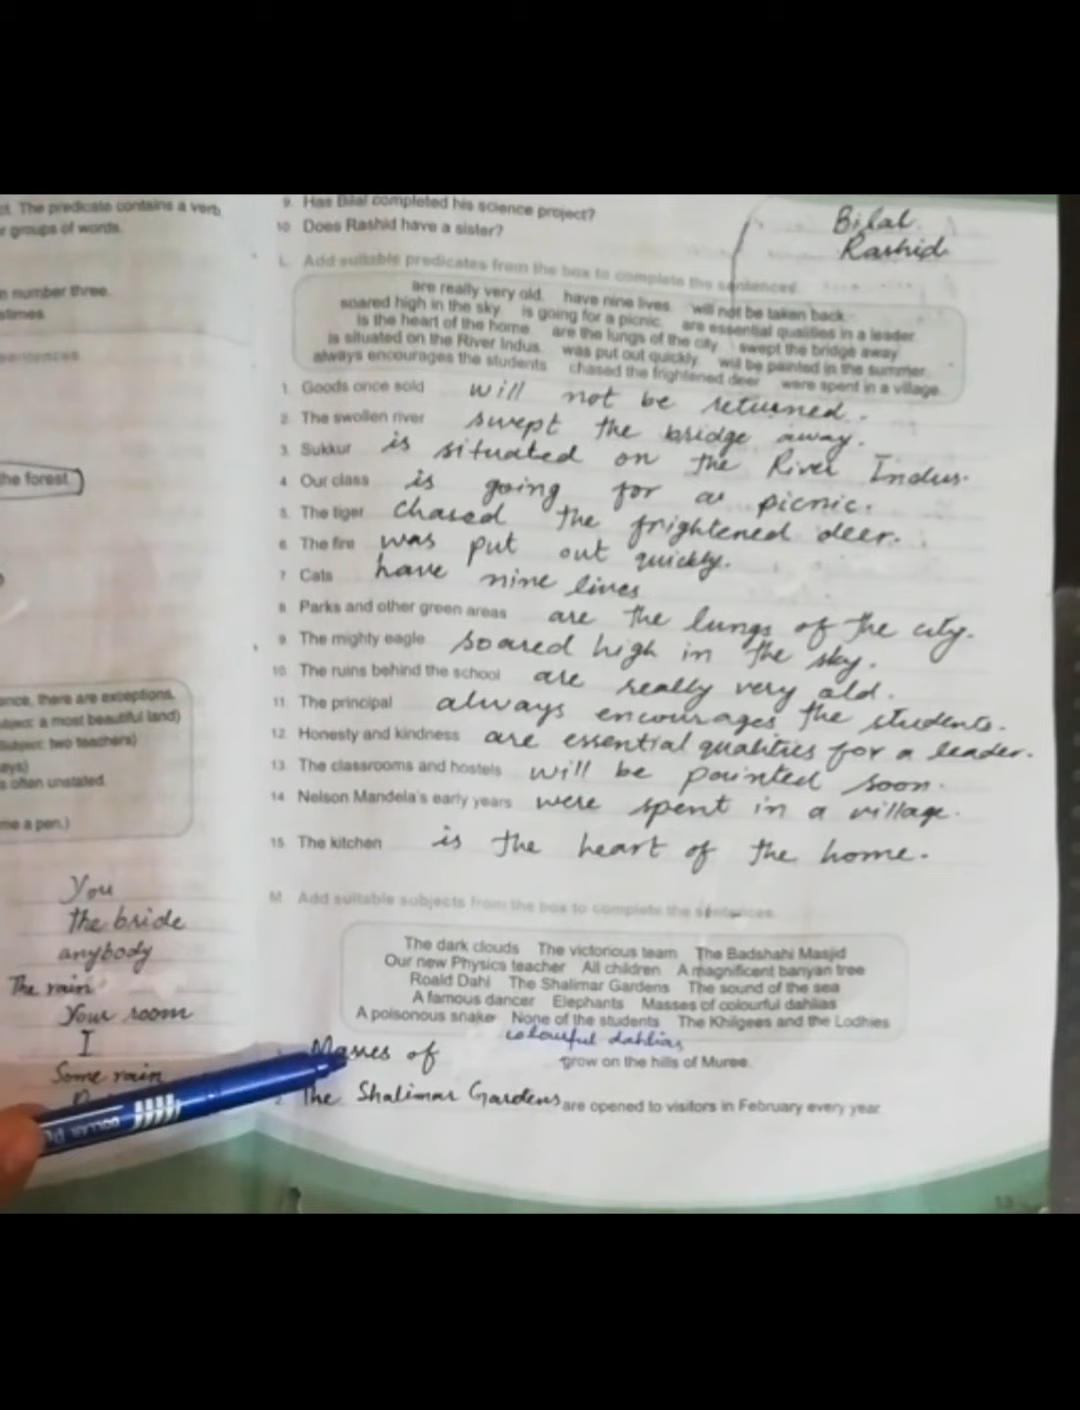 ct. The predicate contains a verb
r groups of words.
n number three.
stimes.
sentences.
the forest.
ence, there are exceptions.
ubject: a most beautiful land)
Subject: two teachers)
ays)
s often unstated.
me a pen.)
You
the bride
anybody
The rain
Your room
I
Some rain
9. Has Bilal completed his science project?
Bilal
10. Does Rashid have a sister?
Rashid
L. Add suitable predicates from the box to complete the sentences.
are really very old. have nine lives. will not be taken back.
soared high in the sky. is going for a picnic. are essential qualities in a leader.
is the heart of the home. are the lungs of the city. swept the bridge away.
is situated on the River Indus. was put out quickly. will be painted in the summer.
always encourages the students. chased the frightened deer. were spent in a village.
1. Goods once sold will not be returned.
2. The swollen river swept the bridge away.
3. Sukkur is situated on the River Indus.
4. Our class is going for a picnic.
5. The tiger chased the frightened deer.
6. The fire was put out quickly.
7. Cats have nine lives
8. Parks and other green areas are the lungs of the city.
9. The mighty eagle soared high in the sky.
10. The ruins behind the school are really very old.
11. The principal always encourages the students.
12. Honesty and kindness are essential qualities for a leader.
13. The classrooms and hostels will be painted soon.
14. Nelson Mandela's early years were spent in a village.
15. The kitchen is the heart of the home.
M. Add suitable subjects from the box to complete the sentences.
The dark clouds The victorious team The Badshahi Masjid
Our new Physics teacher All children A magnificent banyan tree
Roald Dahl The Shalimar Gardens The sound of the sea
A famous dancer Elephants Masses of colourful dahlias
A poisonous snake None of the students The Khilgees and the Lodhies
Masses of colourful dahlias grow on the hills of Muree.
2. The Shalimar Gardens are opened to visitors in February every year.
DOLLAR
53